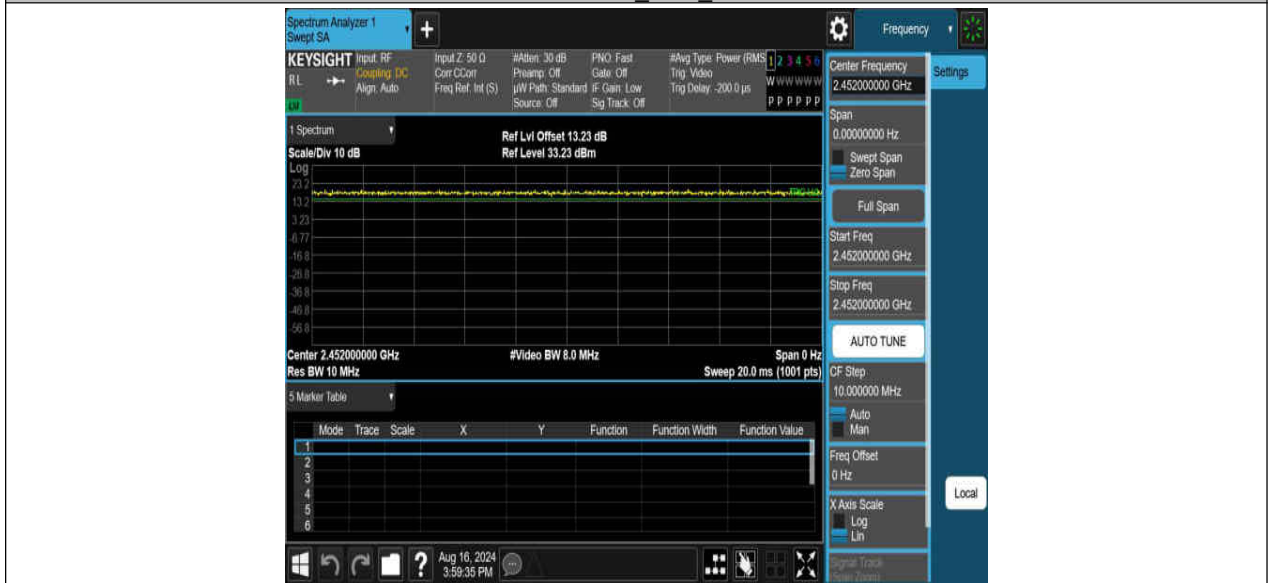 Spectrum Analyzer 1
Swept SA
+
Frequency
KEYSIGHT
RL
Input: RF
Coupling: DC
Align: Auto
Input Z: 50 Ω
Corr CCorr
Freq Ref: Int (S)
#Atten: 30 dB
Preamp: Off
µW Path: Standard
Source: Off
PNO: Fast
Gate: Off
IF Gain: Low
Sig Track: Off
#Avg Type: Power (RMS
Trig: Video
Trig Delay: -200.0 µs
1 2 3 4 5 6
W W W W W W
P P P P P P
Center Frequency
2.452000000 GHz
Settings
Span
0.00000000 Hz
Swept Span
Zero Span
Full Span
Start Freq
2.452000000 GHz
Stop Freq
2.452000000 GHz
AUTO TUNE
CF Step
10.000000 MHz
Auto
Man
Freq Offset
0 Hz
X Axis Scale
Log
Lin
Signal Track
(Span Zoom)
Local
1 Spectrum
Scale/Div 10 dB
Ref Lvl Offset 13.23 dB
Ref Level 33.23 dBm
Log
23.2
13.2
3.23
-6.77
-16.8
-26.8
-36.8
-46.8
-56.8
Center 2.452000000 GHz
#Video BW 8.0 MHz
Span 0 Hz
Res BW 10 MHz
Sweep 20.0 ms (1001 pts)
5 Marker Table
Mode Trace Scale X Y Function Function Width Function Value
1
2
3
4
5
6
?
Aug 16, 2024
3:59:35 PM